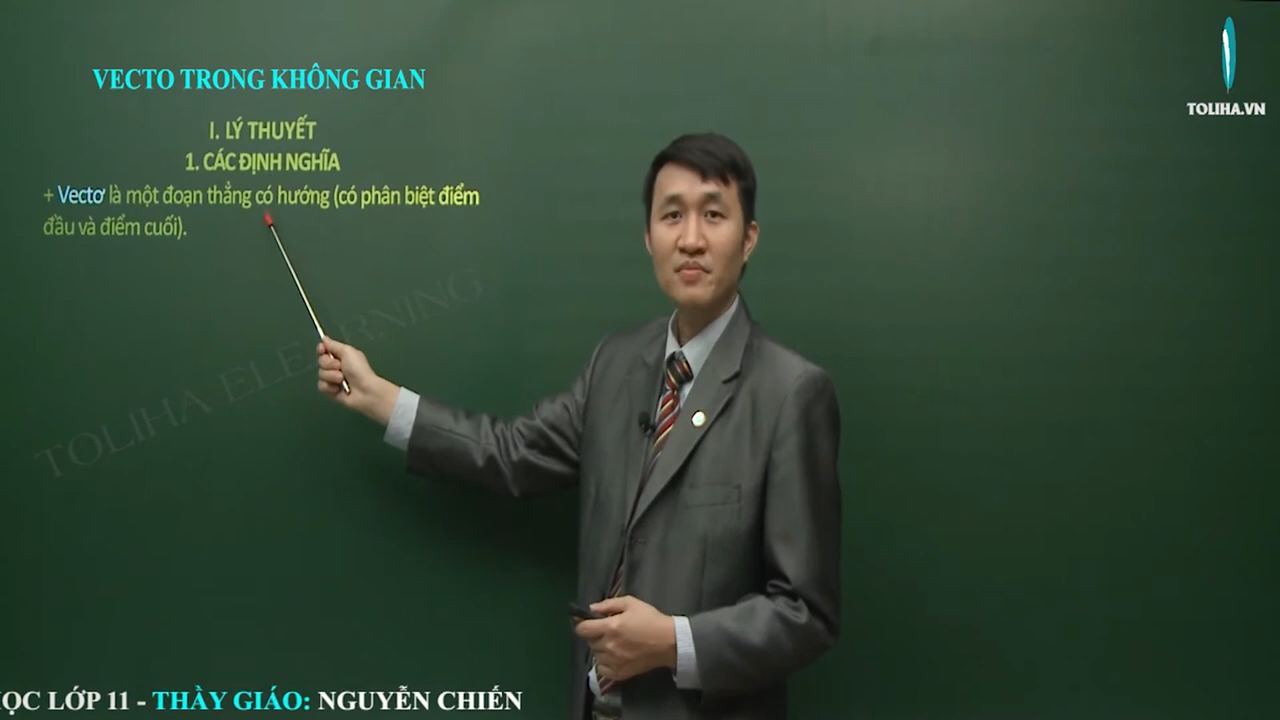 VECTO TRONG KHÔNG GIAN
I. LÝ THUYẾT
1. CÁC ĐỊNH NGHĨA
+ Vectơ là một đoạn thẳng có hướng (có phân biệt điểm
đầu và điểm cuối).
TOLIHA.VN
TOLIHA ELEARNING
LỚP 11 - THẦY GIÁO: NGUYỄN CHIẾN